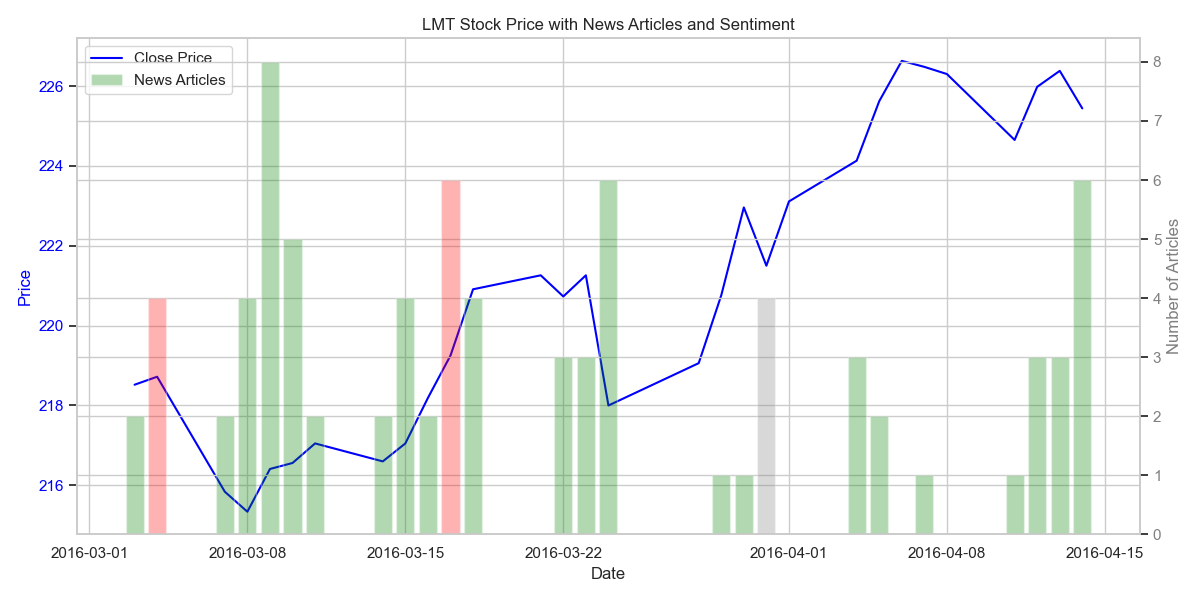 LMT Stock Price with News Articles and Sentiment
Close Price
News Articles
226
224
222
220
218
216
Price
8
7
6
5
4
3
2
1
0
Number of Articles
2016-03-01 2016-03-08 2016-03-15 2016-03-22 2016-04-01 2016-04-08 2016-04-15
Date